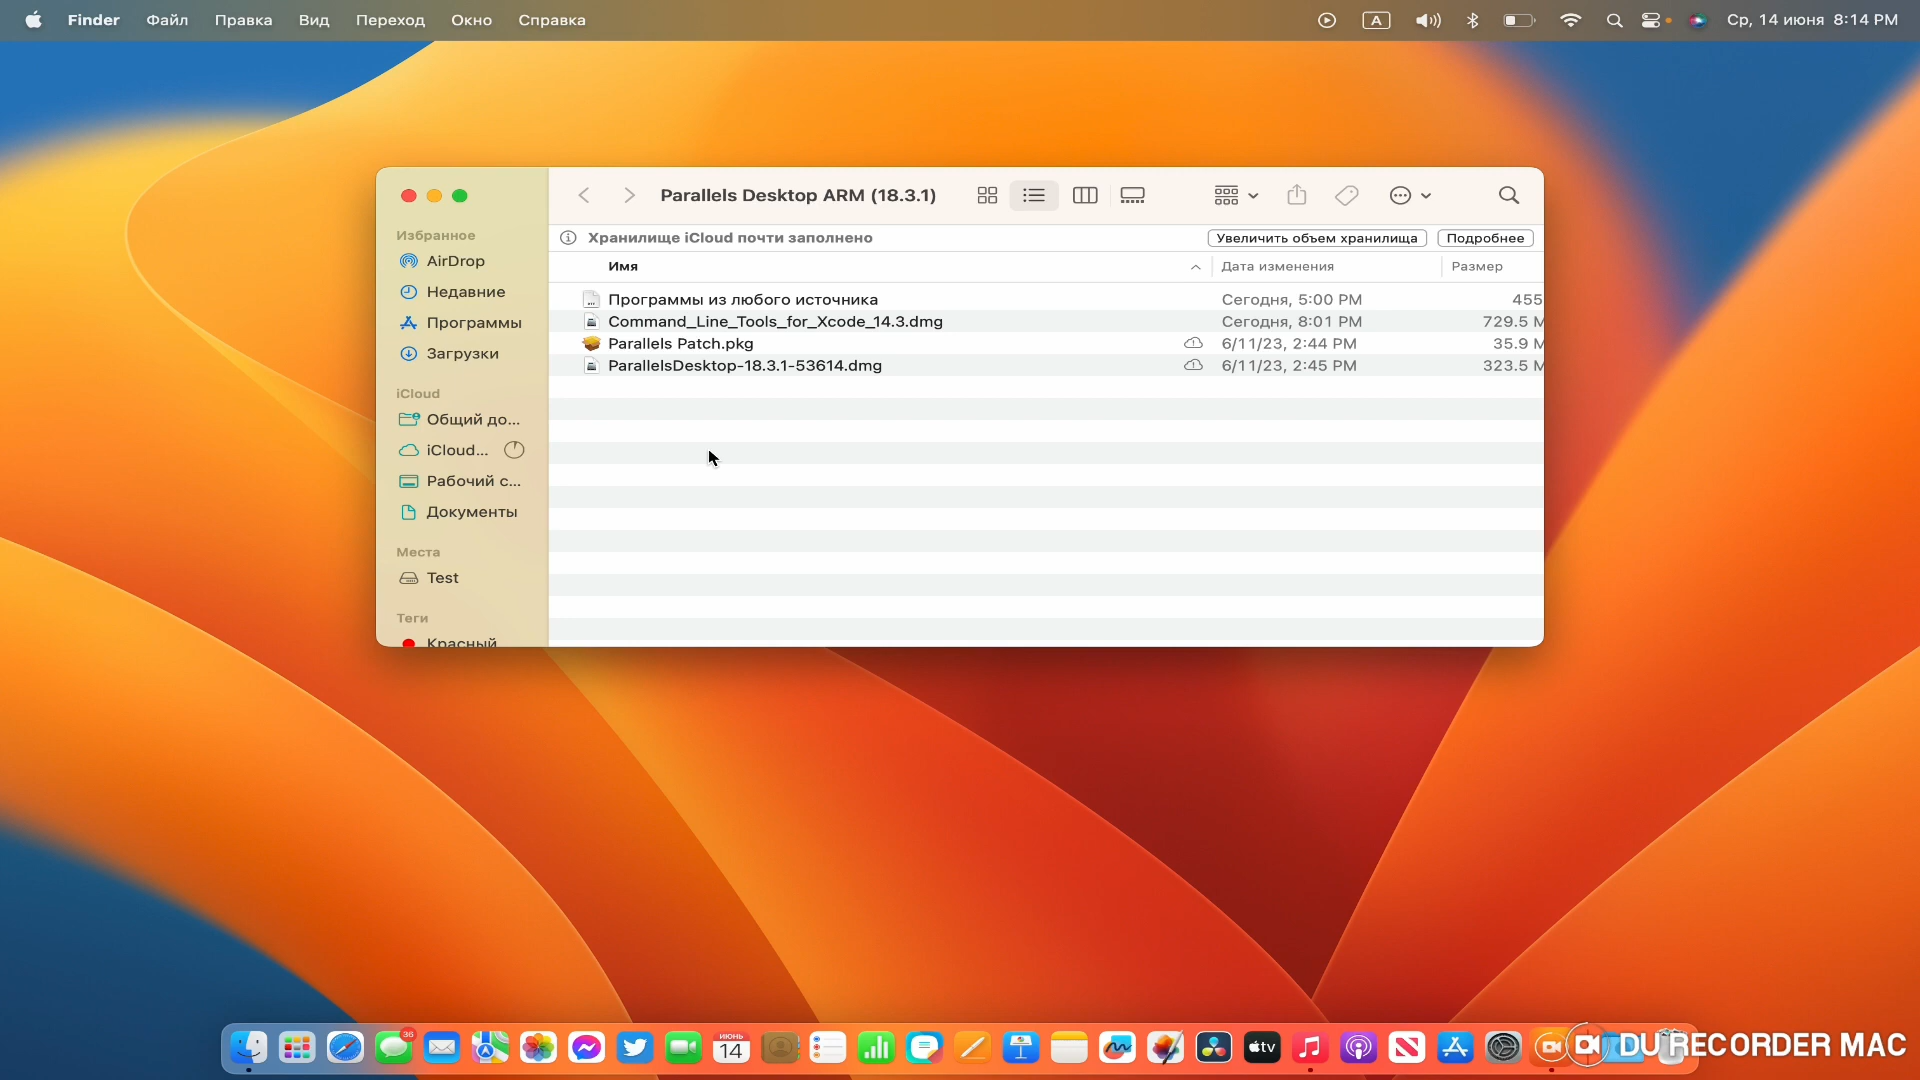 Finder Файл Правка Вид Переход Окно Справка A Ср, 14 июня 8:14 PM
Parallels Desktop ARM (18.3.1)
Хранилище iCloud почти заполнено Увеличить объем хранилища Подробнее
Имя Дата изменения Размер
Программы из любого источника Сегодня, 5:00 PM 455
Command_Line_Tools_for_Xcode_14.3.dmg Сегодня, 8:01 PM 729.5 M
Parallels Patch.pkg 6/11/23, 2:44 PM 35.9 M
ParallelsDesktop-18.3.1-53614.dmg 6/11/23, 2:45 PM 323.5 M
Избранное
AirDrop
Недавние
Программы
Загрузки
iCloud
Общий до...
iCloud...
Рабочий с...
Документы
Места
Test
Теги
Красный
36
ИЮНЬ
14
tv
DU RECORDER MAC